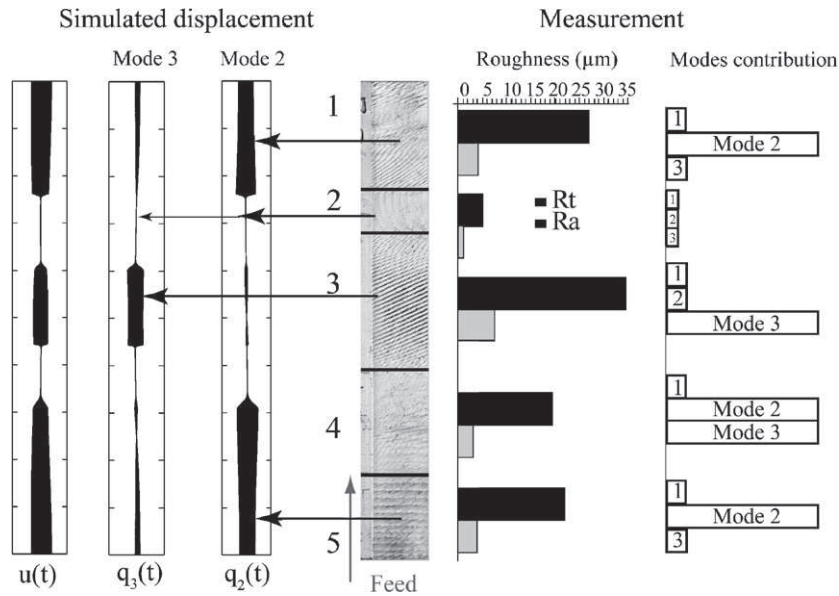 Simulated displacement
Measurement
Mode 3
Mode 2
Roughness (µm)
Modes contribution
0 5 10 15 20 25 30 35
1
2
3
4
5
Rt
Ra
1
Mode 2
3
1
2
3
1
2
Mode 3
1
Mode 2
Mode 3
1
Mode 2
3
u(t)
q3(t)
q2(t)
Feed